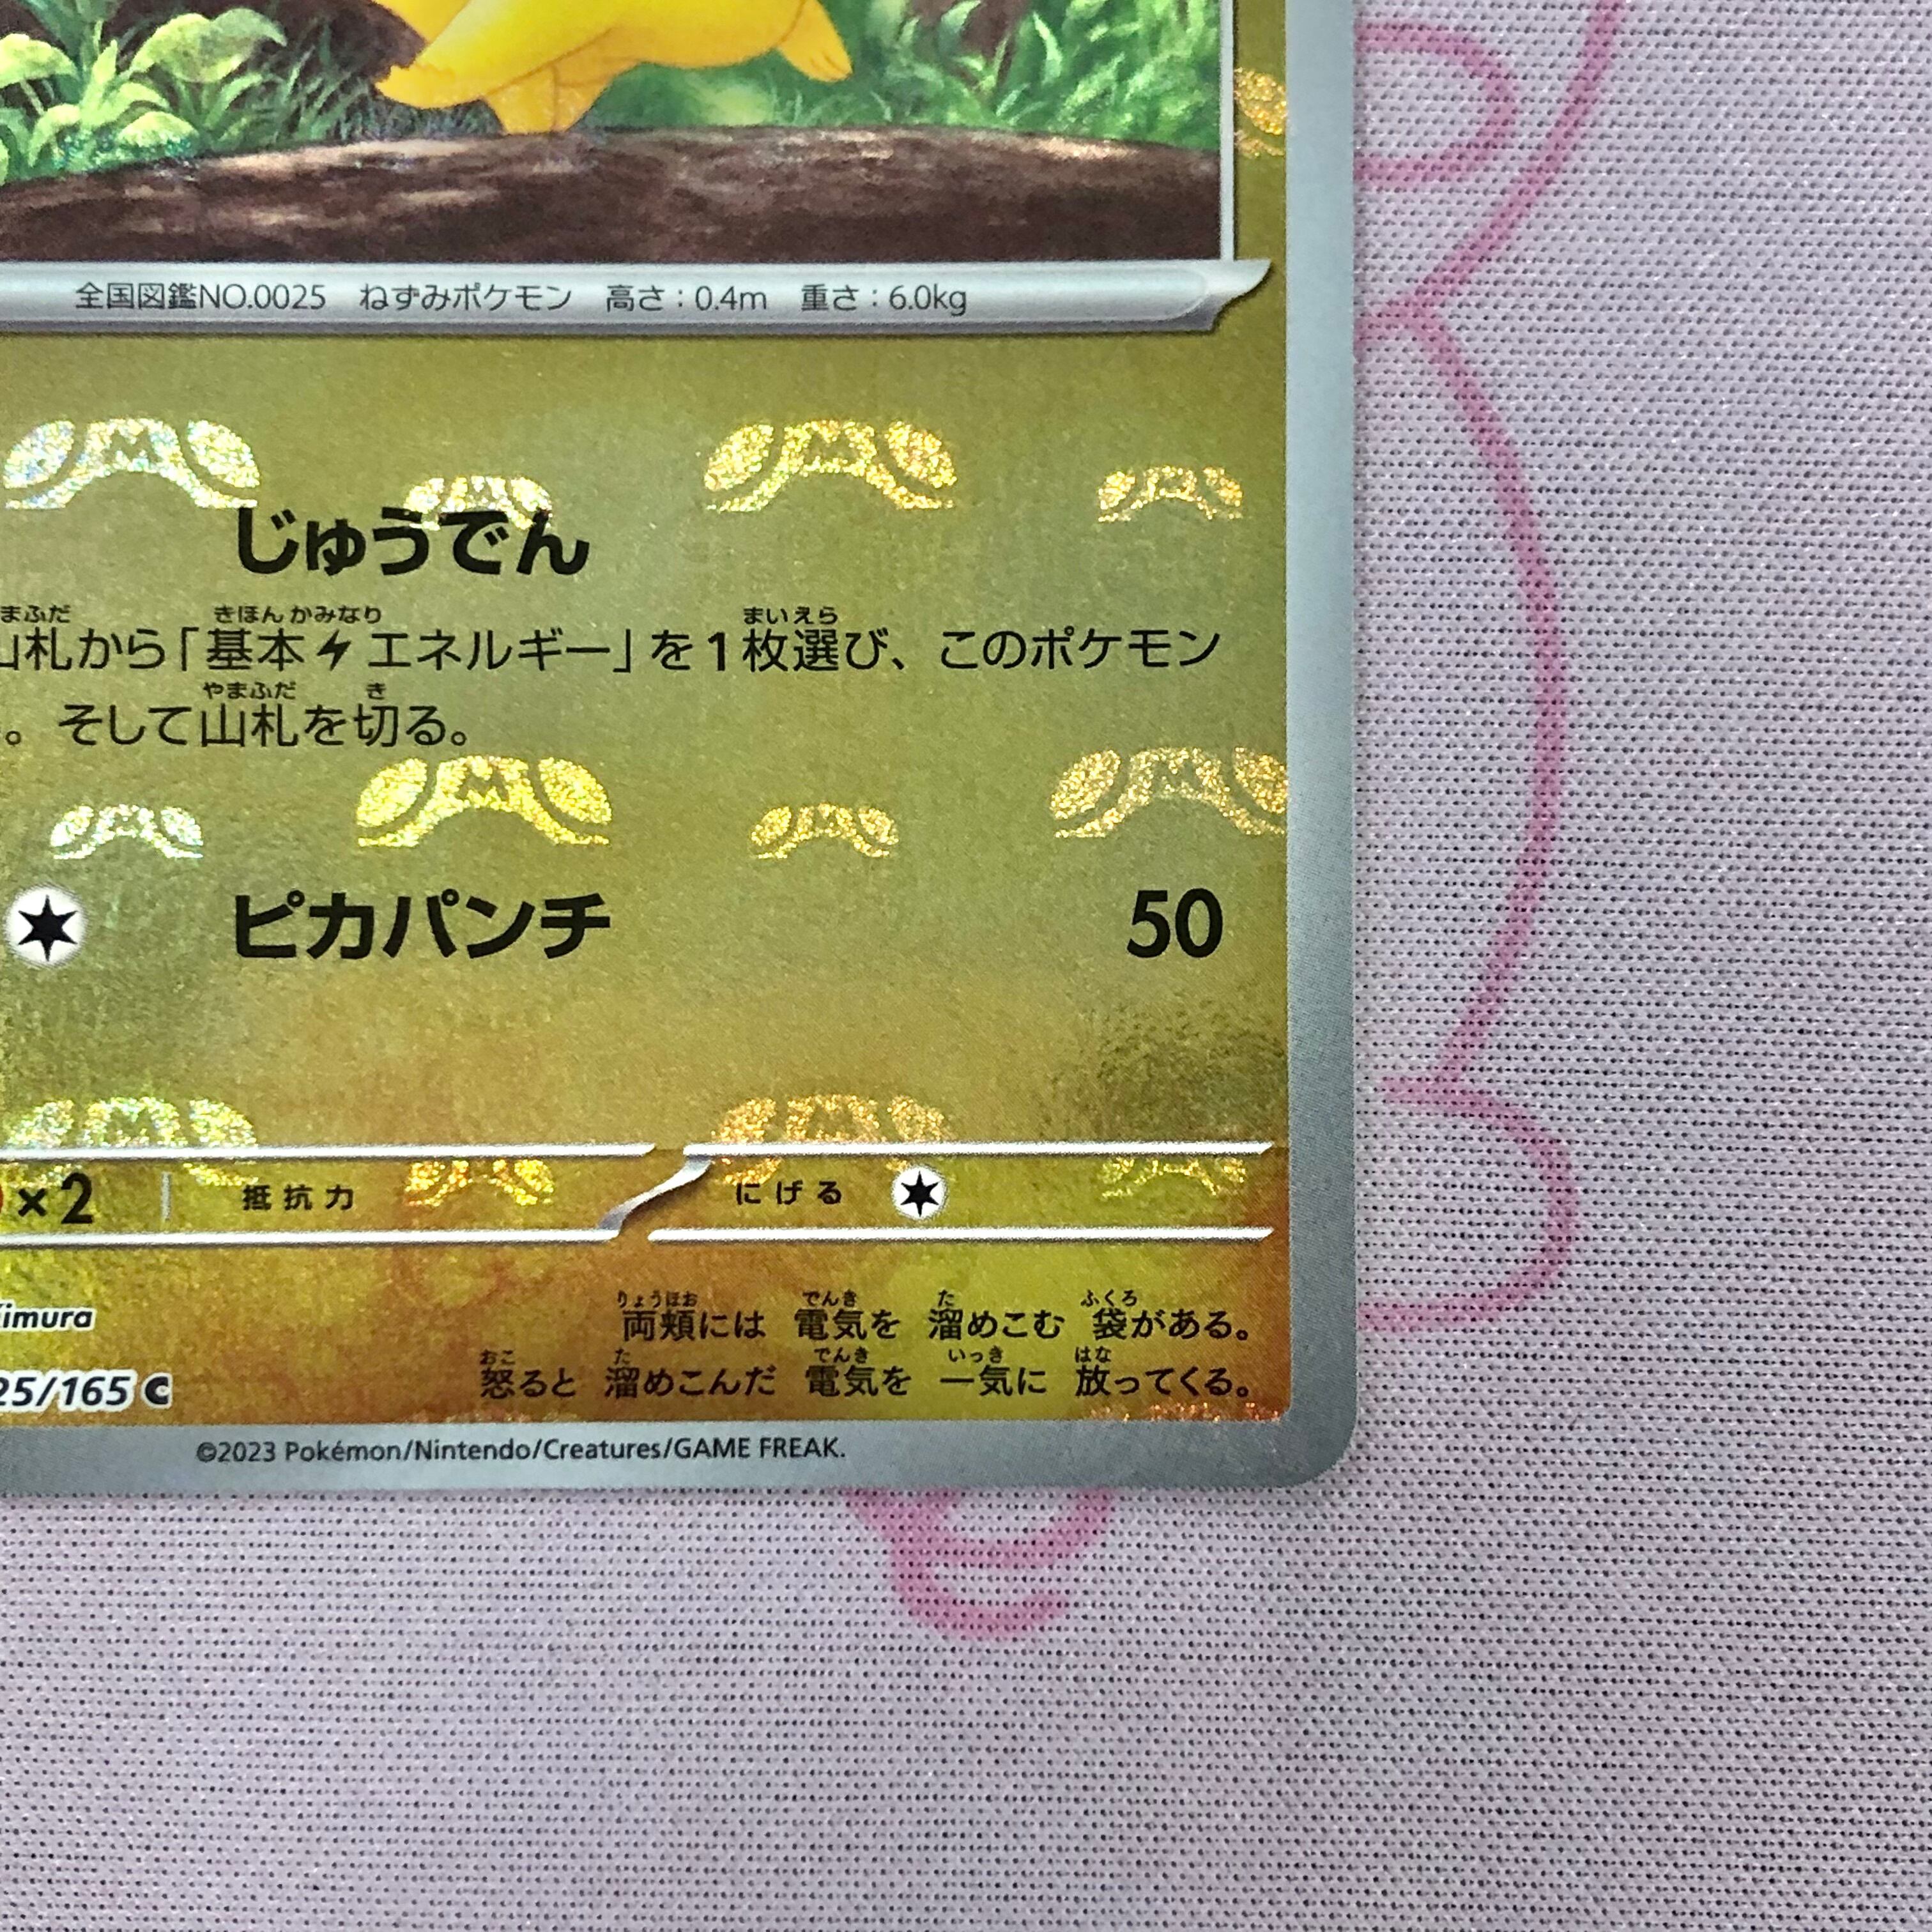 全国図鑑NO.0025 ねずみポケモン 高さ：0.4m 重さ：6.0kg
じゅうでん
まふだ きほん かみなり まい えら
山札から「基本エネルギー」を1枚選び、このポケモン
やまふだ き
。そして山札を切る。
ピカパンチ 50
×2 抵抗力 にげる
りょうほお でんき た ふくろ
imura 両頬には 電気を 溜めこむ 袋がある。
おこ た でんき いっき はな
25/165 C 怒ると 溜めこんだ 電気を 一気に 放ってくる。
©2023 Pokémon/Nintendo/Creatures/GAME FREAK.